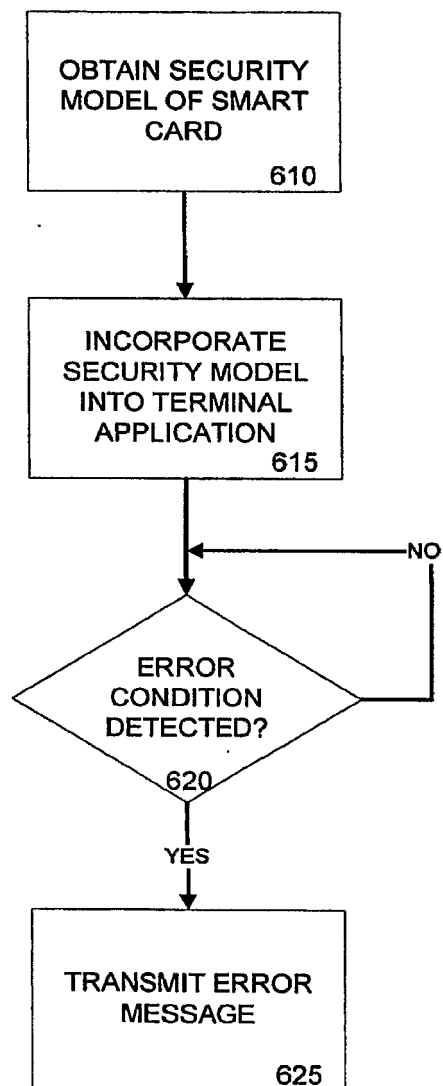 OBTAIN SECURITY
MODEL OF SMART
CARD
610
INCORPORATE
SECURITY MODEL
INTO TERMINAL
APPLICATION
615
NO
ERROR
CONDITION
DETECTED?
620
YES
TRANSMIT ERROR
MESSAGE
625